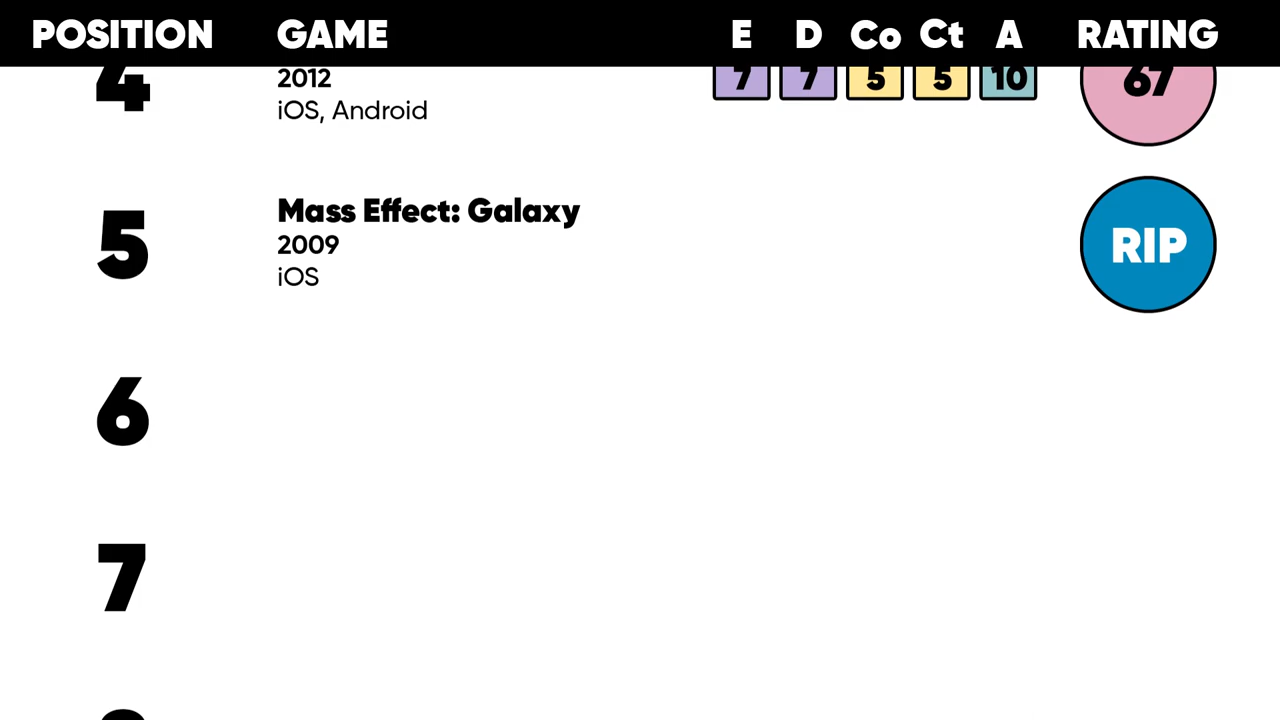 POSITION GAME E D Co Ct A RATING
4 2012 7 7 5 5 10 67
iOS, Android
Mass Effect: Galaxy
5 2009 RIP
iOS
6
7